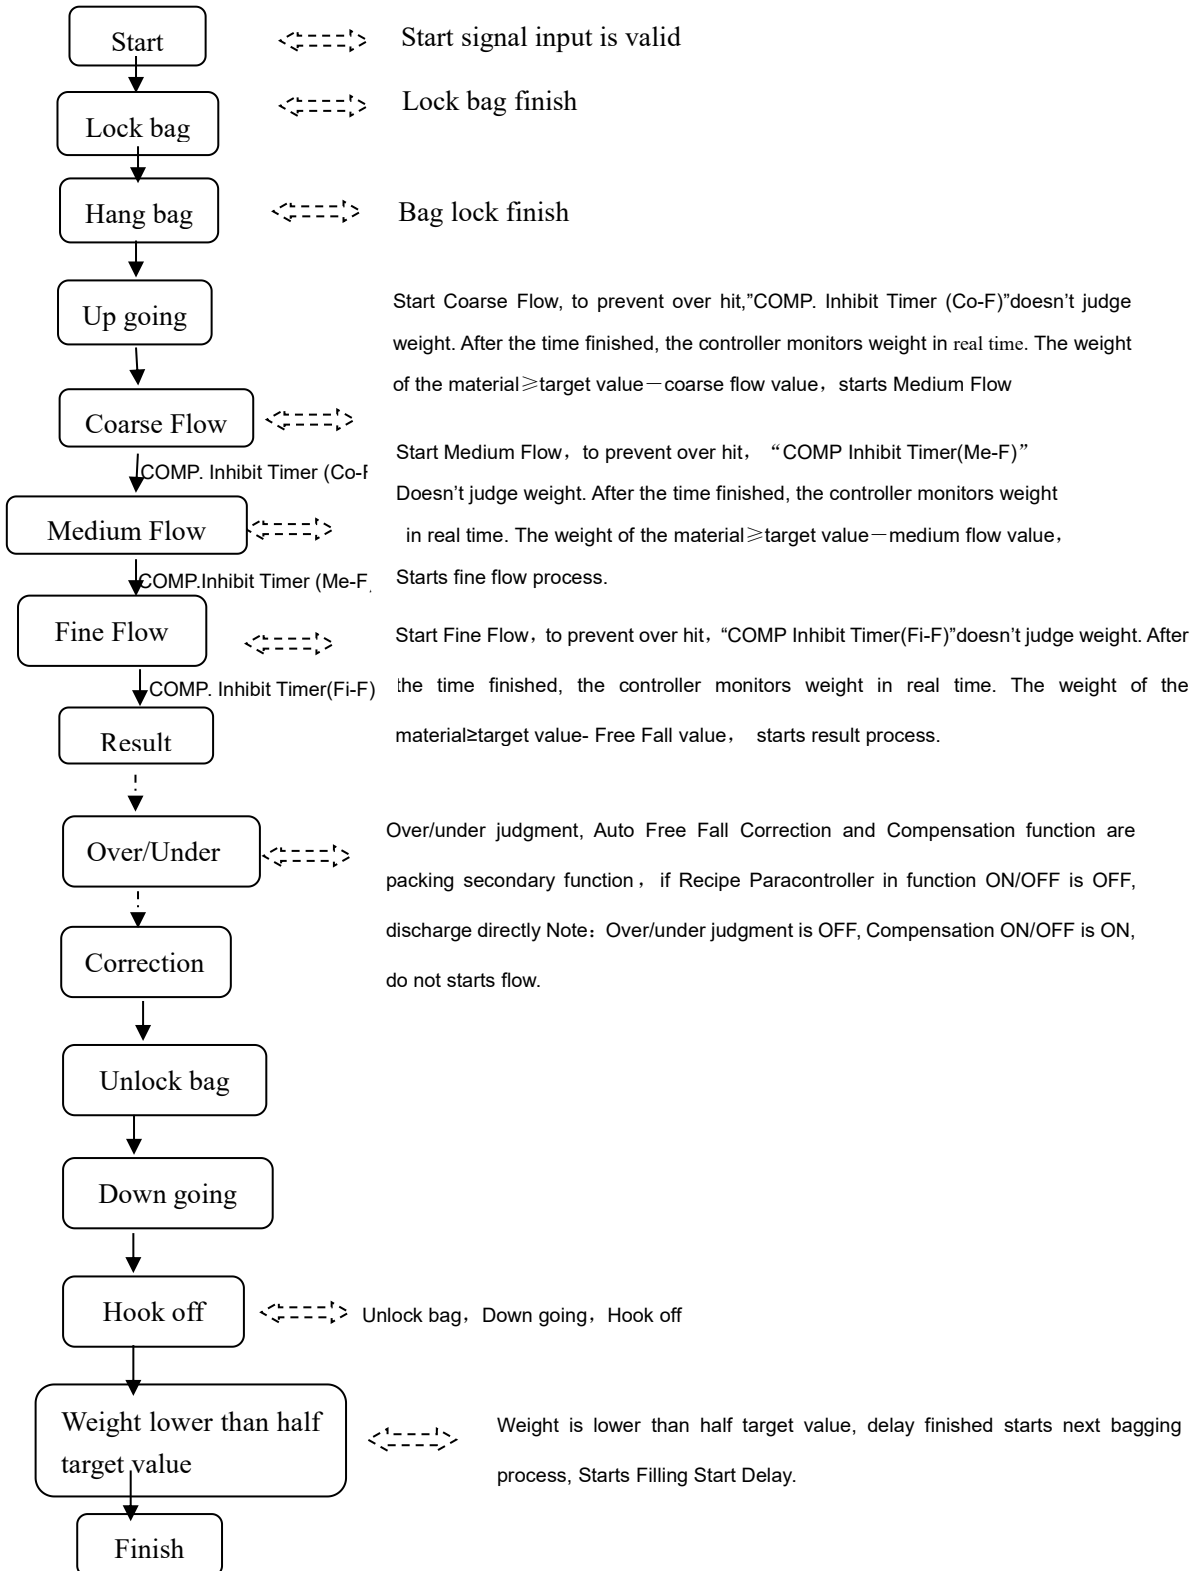 Start
Start signal input is valid
Lock bag
Lock bag finish
Hang bag
Bag lock finish
Up going
Start Coarse Flow, to prevent over hit,”COMP. Inhibit Timer (Co-F)”doesn’t judge
weight. After the time finished, the controller monitors weight in real time. The weight
of the material≥target value－coarse flow value，starts Medium Flow
Coarse Flow
COMP. Inhibit Timer (Co-F
Start Medium Flow，to prevent over hit， “COMP Inhibit Timer(Me-F)”
Doesn’t judge weight. After the time finished, the controller monitors weight
in real time. The weight of the material≥target value－medium flow value，
Starts fine flow process.
Medium Flow
COMP.Inhibit Timer (Me-F
Fine Flow
Start Fine Flow，to prevent over hit，“COMP Inhibit Timer(Fi-F)”doesn’t judge weight. After
the time finished, the controller monitors weight in real time. The weight of the
material≥target value- Free Fall value， starts result process.
COMP. Inhibit Timer(Fi-F)
Result
Over/Under
Over/under judgment, Auto Free Fall Correction and Compensation function are
packing secondary function，if Recipe Paracontroller in function ON/OFF is OFF,
discharge directly Note：Over/under judgment is OFF, Compensation ON/OFF is ON,
do not starts flow.
Correction
Unlock bag
Down going
Hook off
Unlock bag，Down going，Hook off
Weight lower than half
target value
Weight is lower than half target value, delay finished starts next bagging
process, Starts Filling Start Delay.
Finish